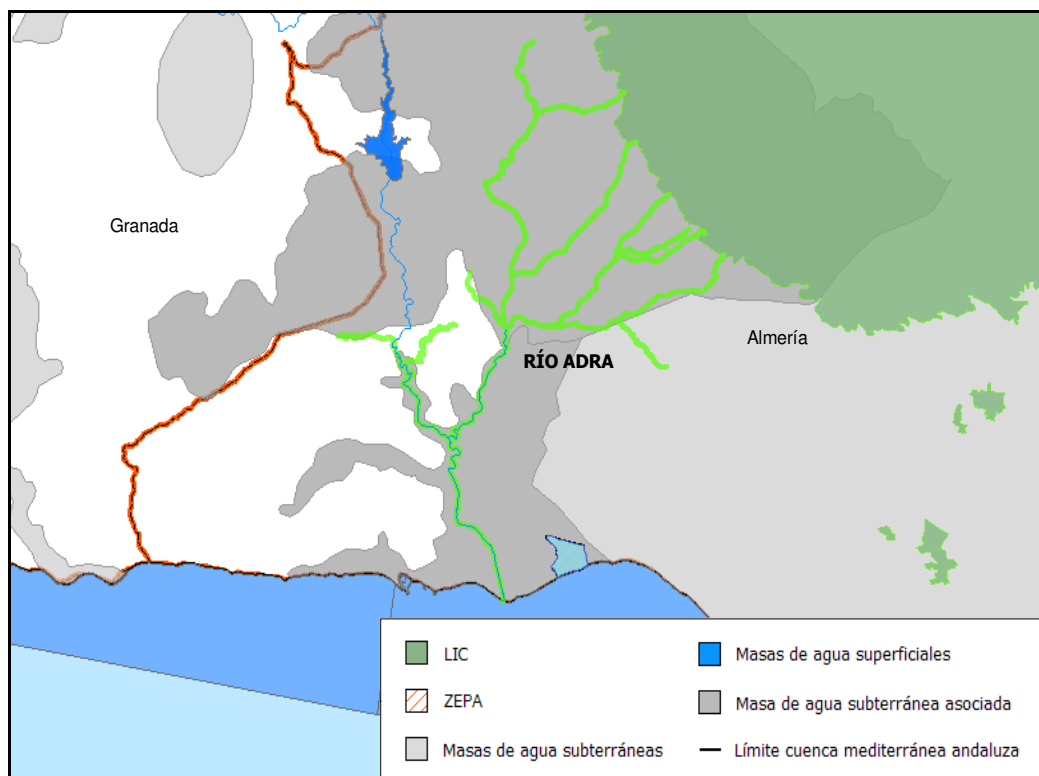 Granada
Almería
RÍO ADRA
LIC
Masas de agua superficiales
ZEPA
Masa de agua subterránea asociada
Masas de agua subterráneas
Límite cuenca mediterránea andaluza